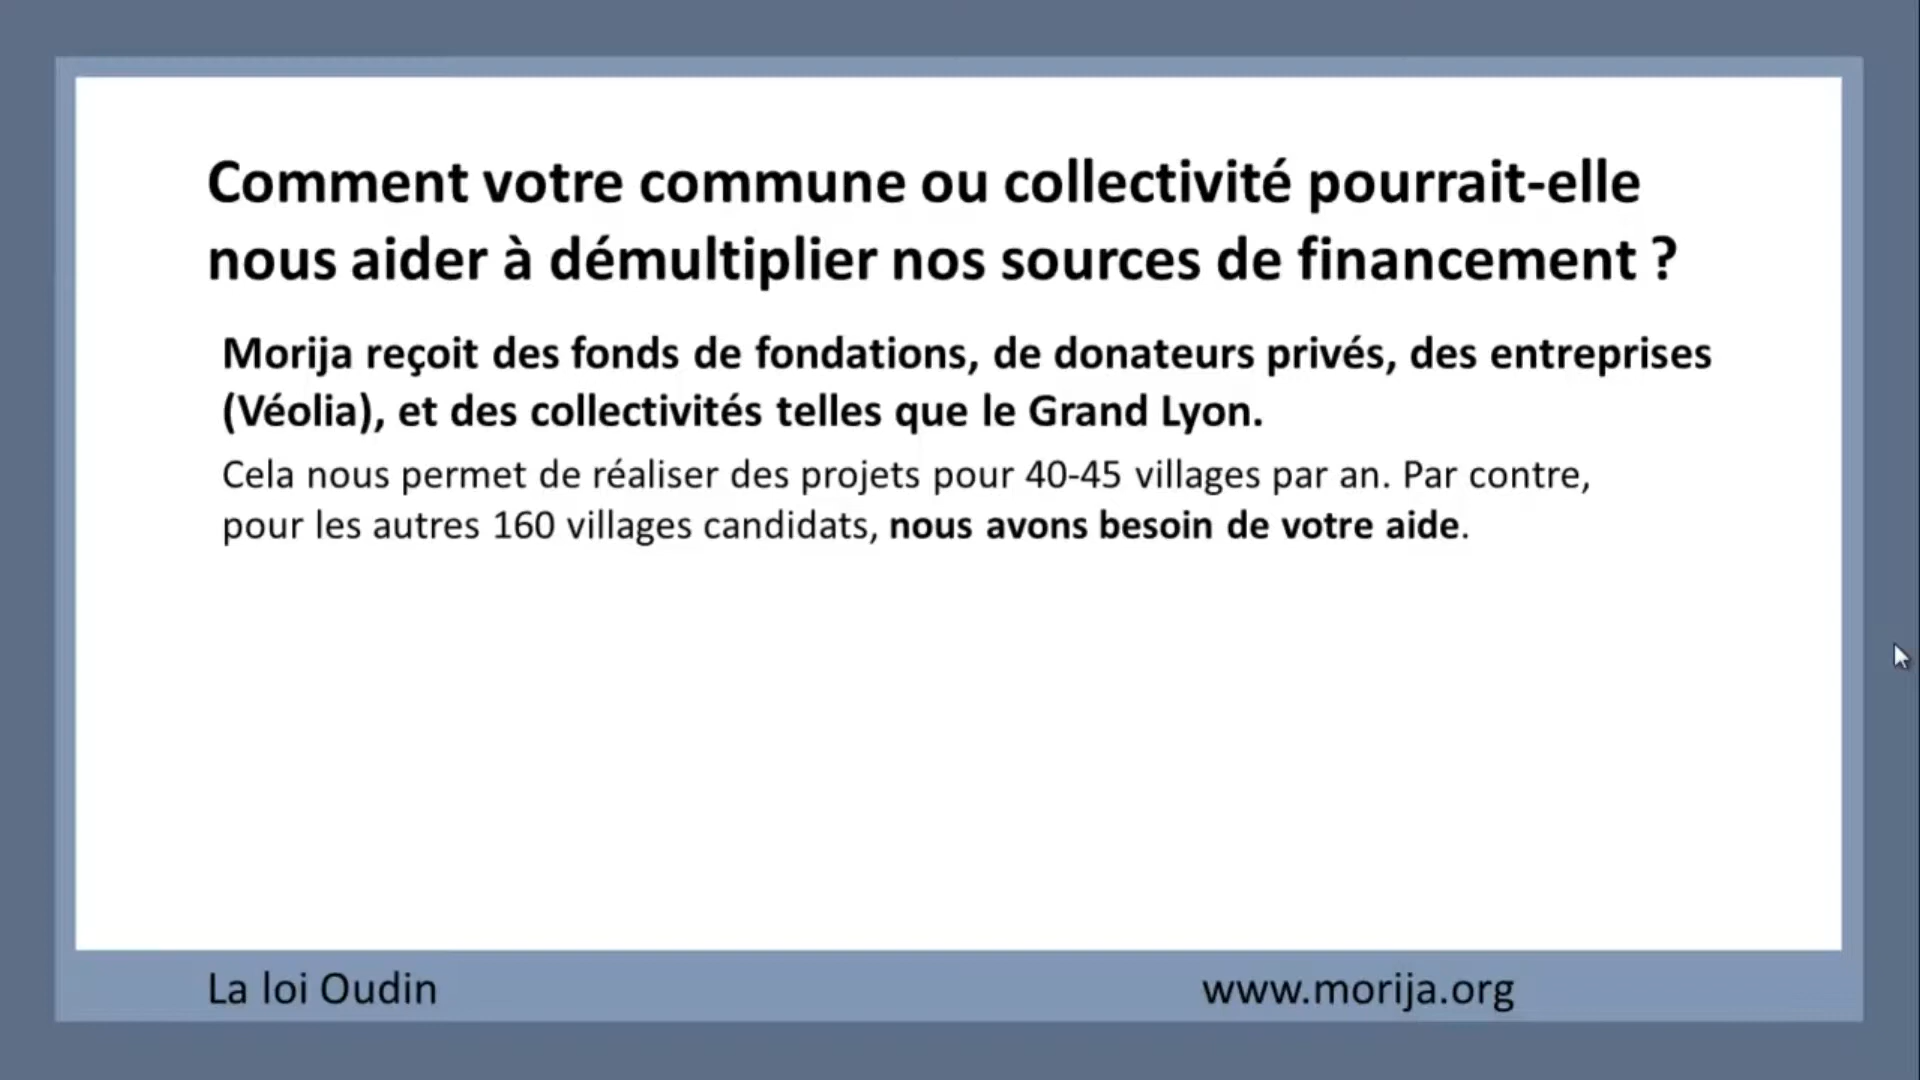 Comment votre commune ou collectivité pourrait-elle
nous aider à démultiplier nos sources de financement ?
Morija reçoit des fonds de fondations, de donateurs privés, des entreprises
(Véolia), et des collectivités telles que le Grand Lyon.
Cela nous permet de réaliser des projets pour 40-45 villages par an. Par contre,
pour les autres 160 villages candidats, nous avons besoin de votre aide.
La loi Oudin
www.morija.org